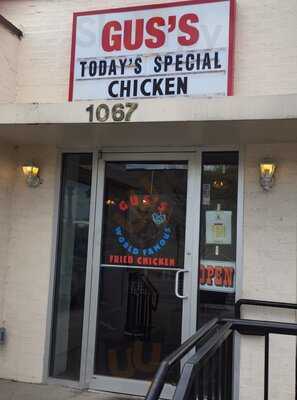 GUS'S
TODAY'S SPECIAL
CHICKEN
1067
GUS'S
WORLD FAMOUS
FRIED CHICKEN
OPEN